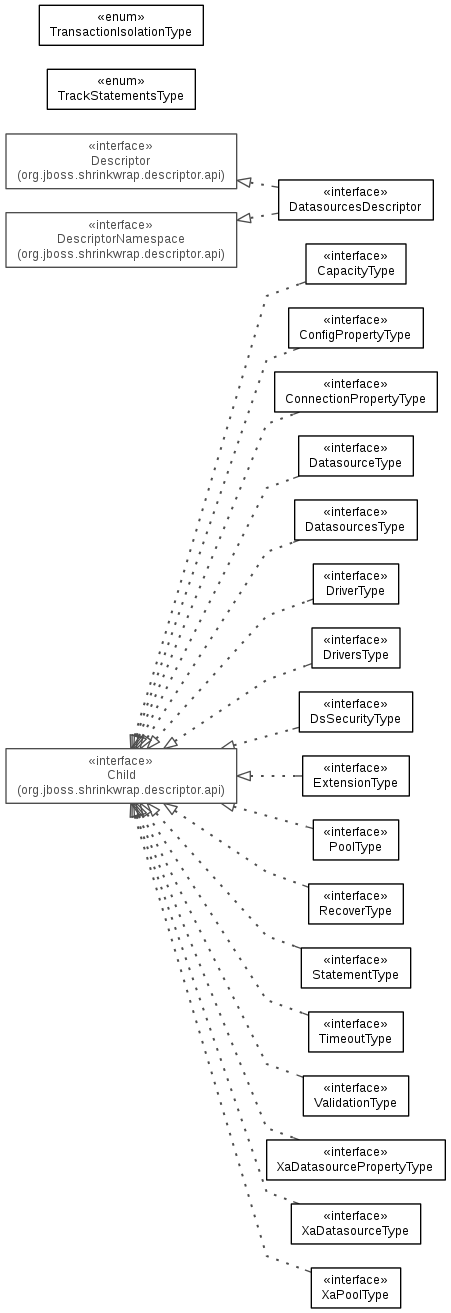 «enum»
TransactionIsolationType
«enum»
TrackStatementsType
«interface»
Descriptor
(org.jboss.shrinkwrap.descriptor.api)
«interface»
DatasourcesDescriptor
«interface»
DescriptorNamespace
(org.jboss.shrinkwrap.descriptor.api)
«interface»
CapacityType
«interface»
ConfigPropertyType
«interface»
ConnectionPropertyType
«interface»
DatasourceType
«interface»
DatasourcesType
«interface»
DriverType
«interface»
DriversType
«interface»
DsSecurityType
«interface»
Child
(org.jboss.shrinkwrap.descriptor.api)
«interface»
ExtensionType
«interface»
PoolType
«interface»
RecoverType
«interface»
StatementType
«interface»
TimeoutType
«interface»
ValidationType
«interface»
XaDatasourcePropertyType
«interface»
XaDatasourceType
«interface»
XaPoolType